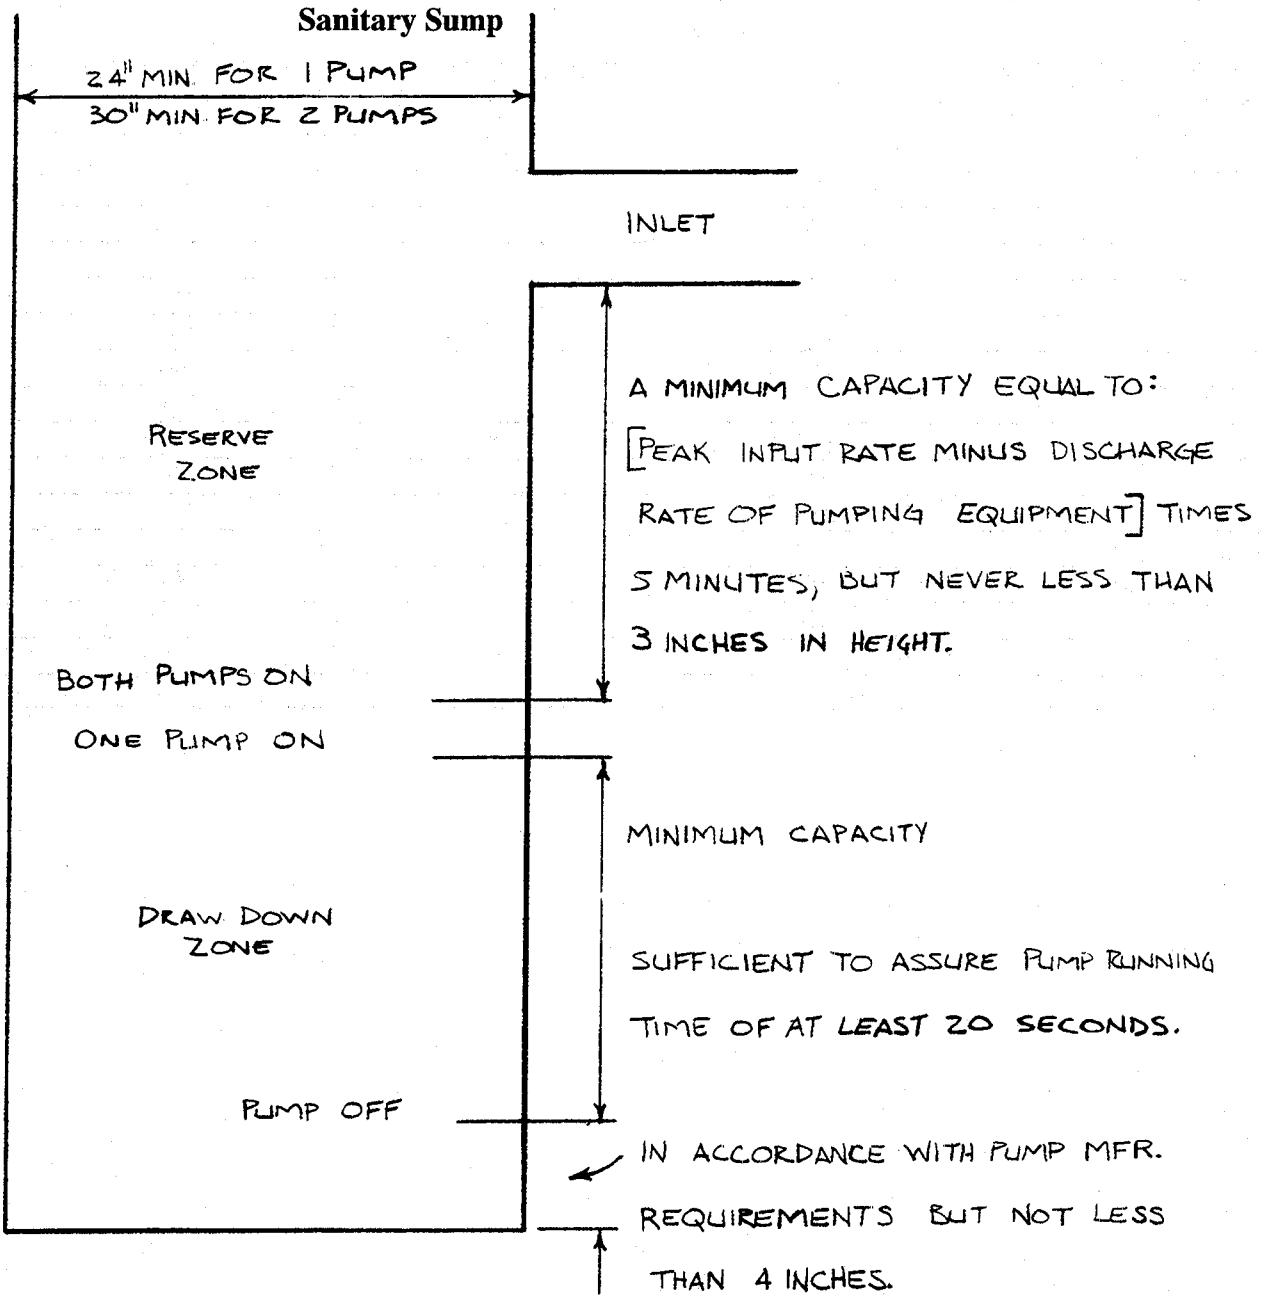 Sanitary Sump
24" MIN. FOR 1 PUMP
30" MIN. FOR 2 PUMPS
INLET
A MINIMUM CAPACITY EQUAL TO:
[PEAK INPUT RATE MINUS DISCHARGE
RATE OF PUMPING EQUIPMENT] TIMES
5 MINUTES, BUT NEVER LESS THAN
3 INCHES IN HEIGHT.
RESERVE
ZONE
BOTH PUMPS ON
ONE PUMP ON
MINIMUM CAPACITY
SUFFICIENT TO ASSURE PUMP RUNNING
TIME OF AT LEAST 20 SECONDS.
DRAW DOWN
ZONE
PUMP OFF
IN ACCORDANCE WITH PUMP MFR.
REQUIREMENTS BUT NOT LESS
THAN 4 INCHES.